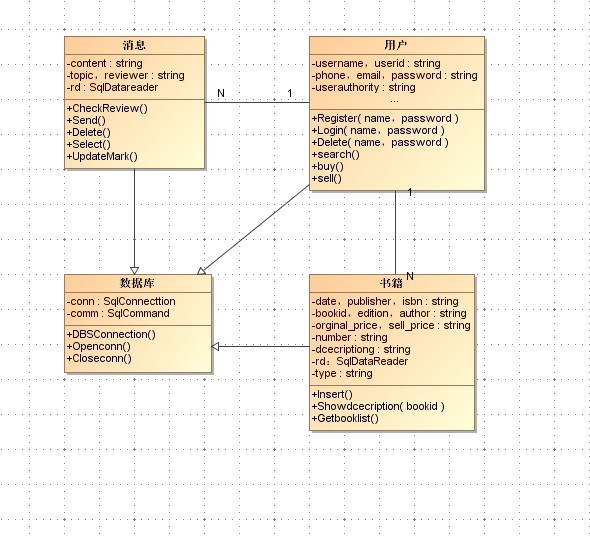 消息
-content : string
-topic，reviewer : string
-rd : SqlDatareader
+CheckReview()
+Send()
+Delete()
+Select()
+UpdateMark()
N
1
用户
-username，userid : string
-phone，email，password : string
-userauthority : string
...
+Register( name，password )
+Login( name，password )
+Delete( name，password )
+search()
+buy()
+sell()
1
N
数据库
-conn : SqlConnecttion
-comm : SqlCommand
+DBSConnection()
+Openconn()
+Closeconn()
书籍
-date，publisher，isbn : string
-bookid，edition，author : string
-orginal_price，sell_price : string
-number : string
-dcecriptiong : string
-rd：SqlDataReader
-type : string
+Insert()
+Showdcecription( bookid )
+Getbooklist()